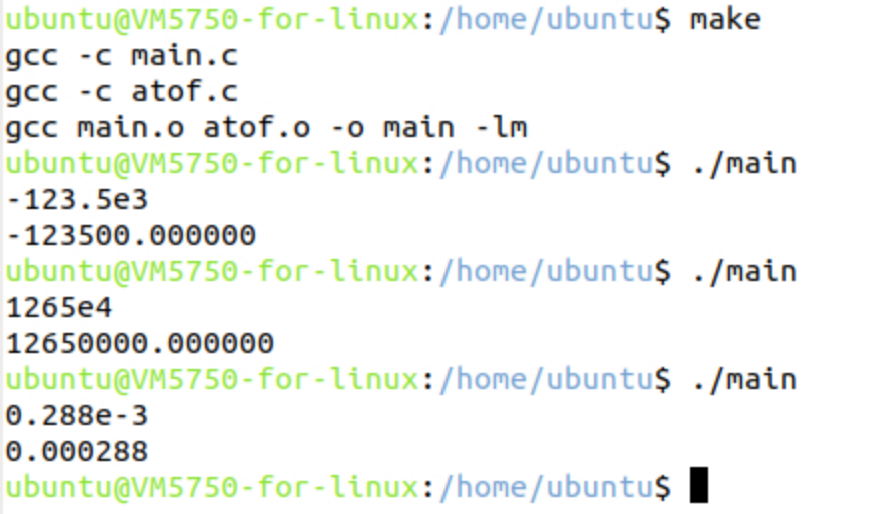 ubuntu@VM5750-for-linux:/home/ubuntu$ make
gcc -c main.c
gcc -c atof.c
gcc main.o atof.o -o main -lm
ubuntu@VM5750-for-linux:/home/ubuntu$ ./main
-123.5e3
-123500.000000
ubuntu@VM5750-for-linux:/home/ubuntu$ ./main
1265e4
12650000.000000
ubuntu@VM5750-for-linux:/home/ubuntu$ ./main
0.288e-3
0.000288
ubuntu@VM5750-for-linux:/home/ubuntu$